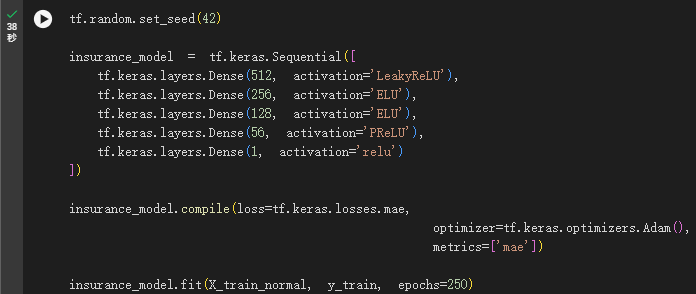 38
秒
tf.random.set_seed(42)
insurance_model = tf.keras.Sequential([
tf.keras.layers.Dense(512, activation='LeakyReLU'),
tf.keras.layers.Dense(256, activation='ELU'),
tf.keras.layers.Dense(128, activation='ELU'),
tf.keras.layers.Dense(56, activation='PReLU'),
tf.keras.layers.Dense(1, activation='relu')
])
insurance_model.compile(loss=tf.keras.losses.mae,
optimizer=tf.keras.optimizers.Adam(),
metrics=['mae'])
insurance_model.fit(X_train_normal, y_train, epochs=250)